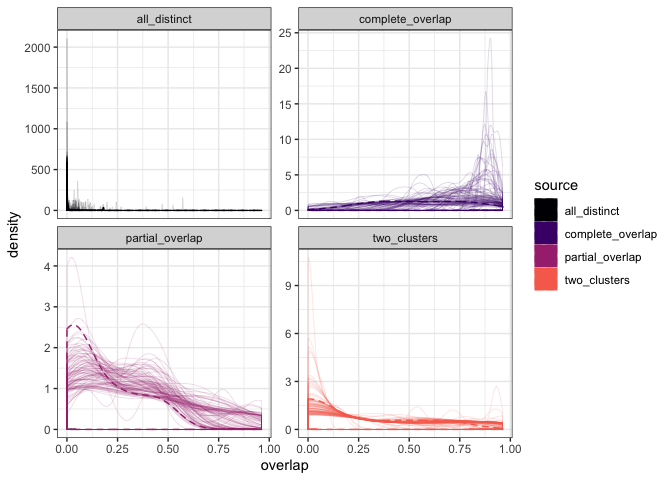 all_distinct
complete_overlap
2000
1500
1000
500
0
25
20
15
10
5
0
density
partial_overlap
two_clusters
4
3
2
1
0
9
6
3
0
0.00 0.25 0.50 0.75 1.00
0.00 0.25 0.50 0.75 1.00
overlap
source
all_distinct
complete_overlap
partial_overlap
two_clusters